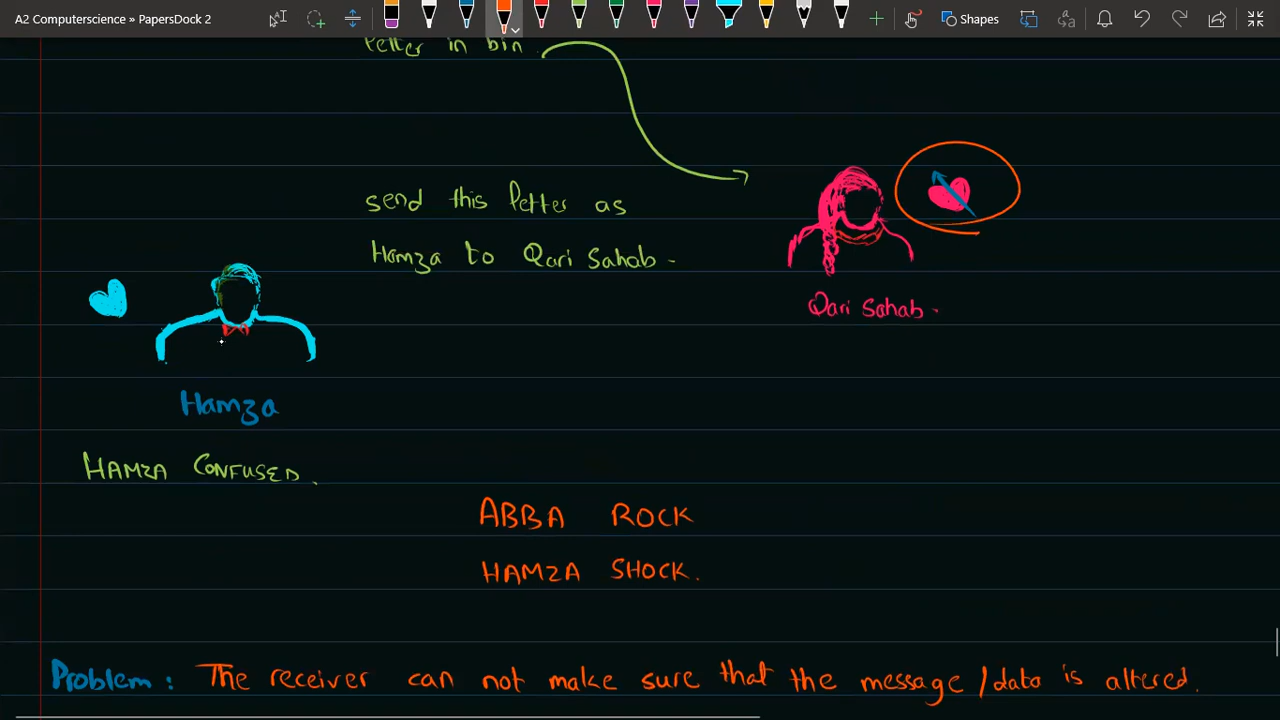 A2 Computerscience » PapersDock 2
Shapes
letter in bin
send this letter as
Hamza to Qari Sahab.
Qari Sahab.
Hamza
HAMZA CONFUSED.
ABBA ROCK
HAMZA SHOCK.
Problem: The receiver can not make sure that the message/data is altered.